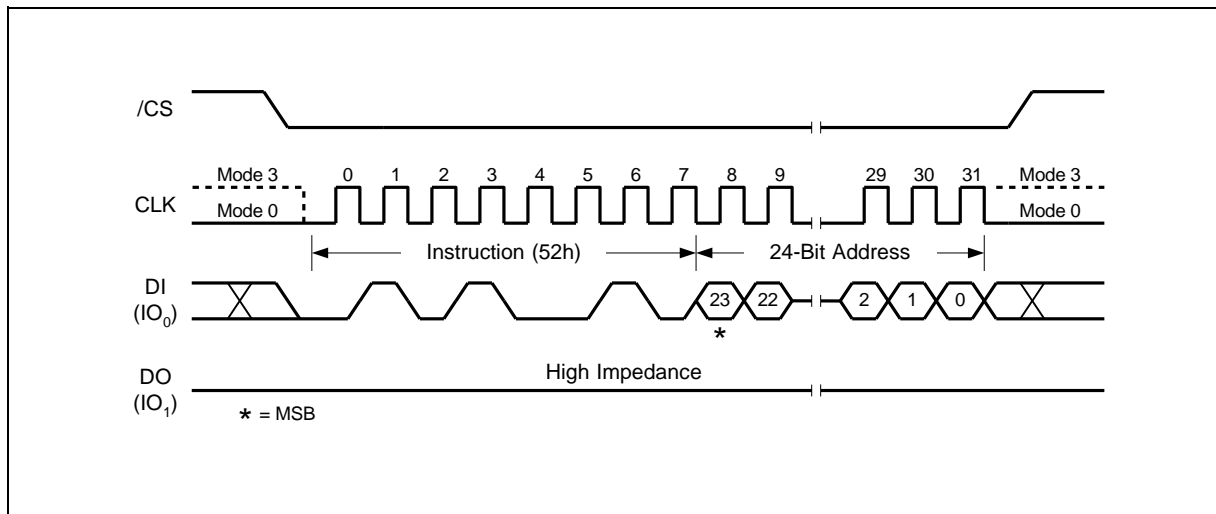 /CS
Mode 3 0 1 2 3 4 5 6 7 8 9 29 30 31 Mode 3
CLK Mode 0 Mode 0
Instruction (52h) 24-Bit Address
DI
(IO₀) 23 22 2 1 0
*
DO High Impedance
(IO₁)
* = MSB